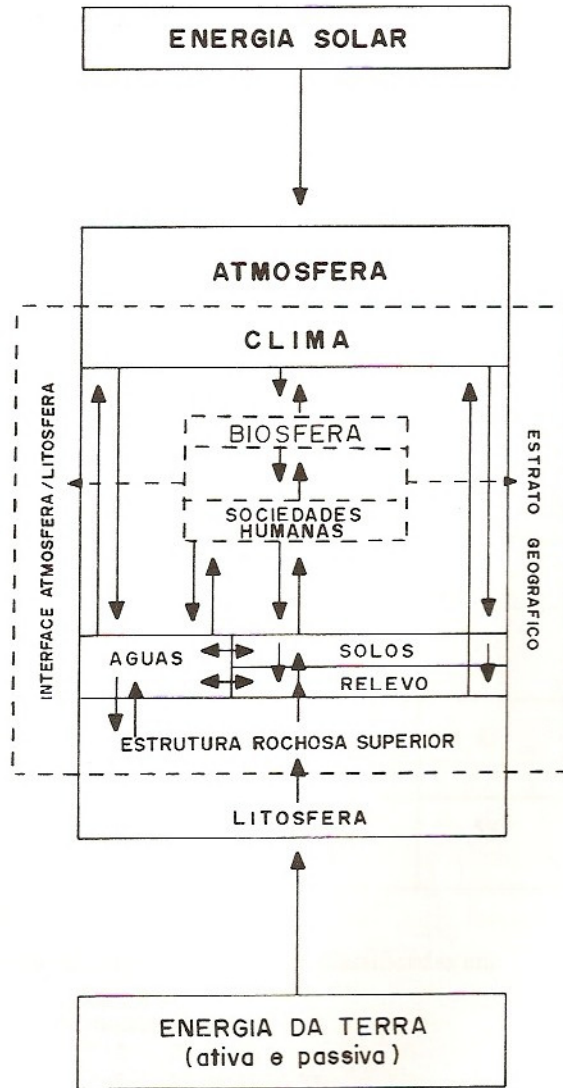 ENERGIA SOLAR
ATMOSFERA
CLIMA
INTERFACE ATMOSFERA/LITOSFERA
BIOSFERA
ESTRATO GEOGRAFICO
SOCIEDADES
HUMANAS
AGUAS
SOLOS
RELEVO
ESTRUTURA ROCHOSA SUPERIOR
LITOSFERA
ENERGIA DA TERRA
(ativa e passiva)